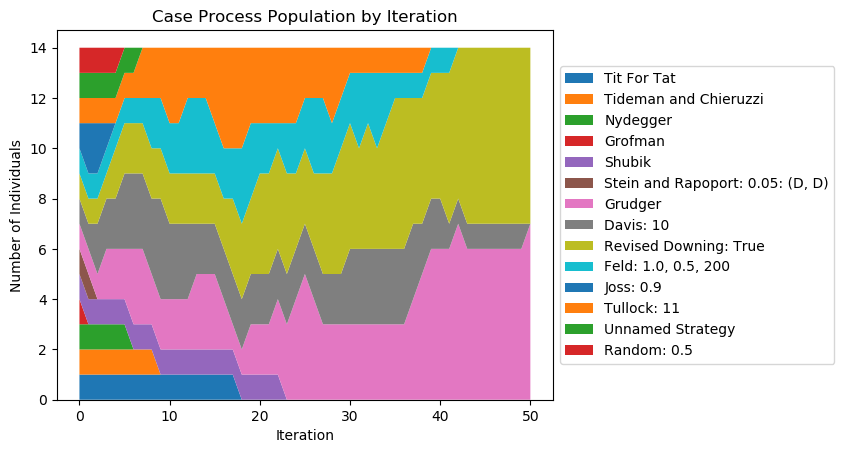 Case Process Population by Iteration
14
12
10
8
6
4
2
0
Number of Individuals
0 10 20 30 40 50
Iteration
Tit For Tat
Tideman and Chieruzzi
Nydegger
Grofman
Shubik
Stein and Rapoport: 0.05: (D, D)
Grudger
Davis: 10
Revised Downing: True
Feld: 1.0, 0.5, 200
Joss: 0.9
Tullock: 11
Unnamed Strategy
Random: 0.5